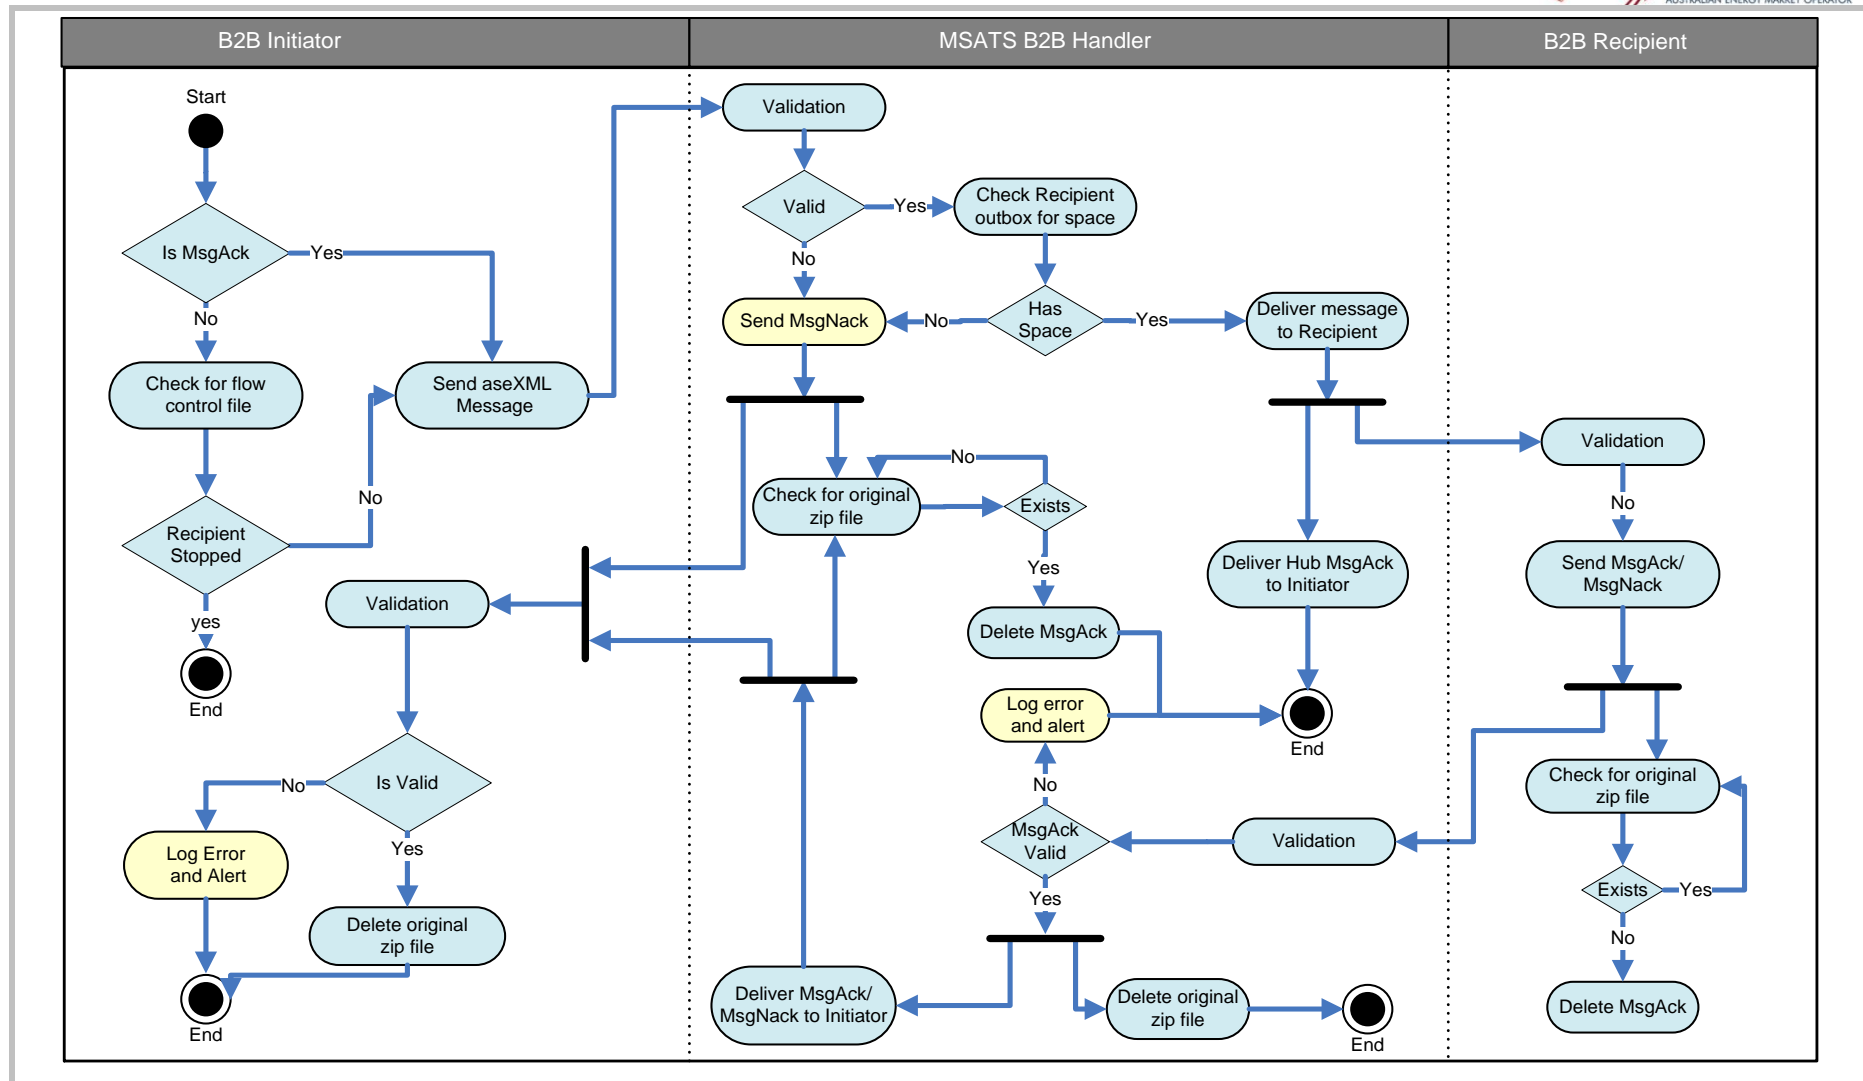 AUSTRALIAN ENERGY MARKET OPERATOR
B2B Initiator
MSATS B2B Handler
B2B Recipient
Start
Is MsgAck
Yes
No
Check for flow
control file
Send aseXML
Message
No
Recipient
Stopped
yes
End
Validation
Is Valid
No
Yes
Log Error
and Alert
Delete original
zip file
End
Validation
Valid
Yes
Check Recipient
outbox for space
No
Send MsgNack
No
Has
Space
Yes
Deliver message
to Recipient
No
Check for original
zip file
Exists
Yes
Delete MsgAck
Deliver Hub MsgAck
to Initiator
Log error
and alert
End
No
MsgAck
Valid
Validation
Yes
Deliver MsgAck/
MsgNack to Initiator
Delete original
zip file
End
Validation
No
Send MsgAck/
MsgNack
Check for original
zip file
Exists
Yes
No
Delete MsgAck